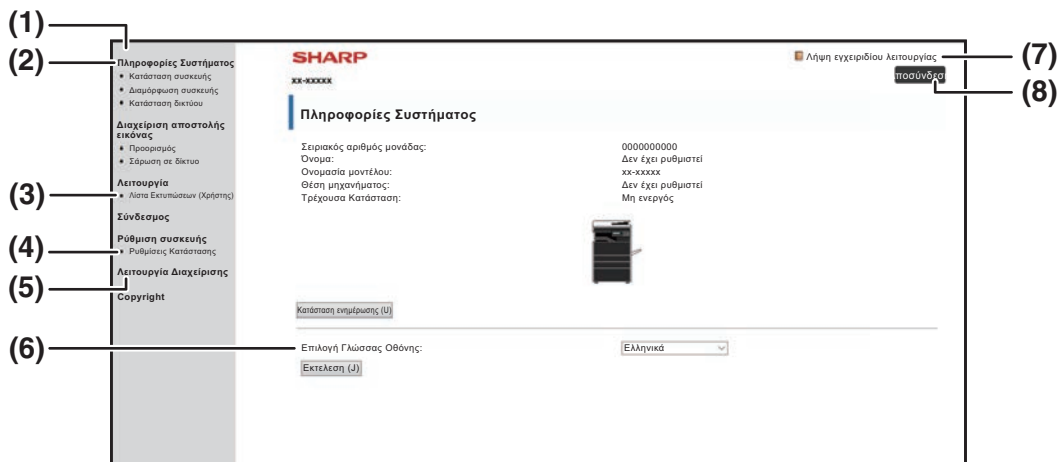 (1)
(2)
(3)
(4)
(5)
(6)
(7)
(8)
Πληροφορίες Συστήματος
Κατάσταση συσκευής
Διαμόρφωση συσκευής
Κατάσταση δικτύου
Διαχείριση αποστολής
εικόνας
Προορισμός
Σάρωση σε δίκτυο
Λειτουργία
Λίστα Εκτυπώσεων (Χρήστης)
Σύνδεσμος
Ρύθμιση συσκευής
Ρυθμίσεις Κατάστασης
Λειτουργία Διαχείρισης
Copyright
SHARP
Λήψη εγχειριδίου λειτουργίας
xx-xxxxx
ποσύνδεσ
Πληροφορίες Συστήματος
Σειριακός αριθμός μονάδας: 0000000000
Όνομα: Δεν έχει ρυθμιστεί
Ονομασία μοντέλου: xx-xxxxx
Θέση μηχανήματος: Δεν έχει ρυθμιστεί
Τρέχουσα Κατάσταση: Μη ενεργός
Κατάσταση ενημέρωσης (U)
Επιλογή Γλώσσας Οθόνης: Ελληνικά
Εκτελεση (J)